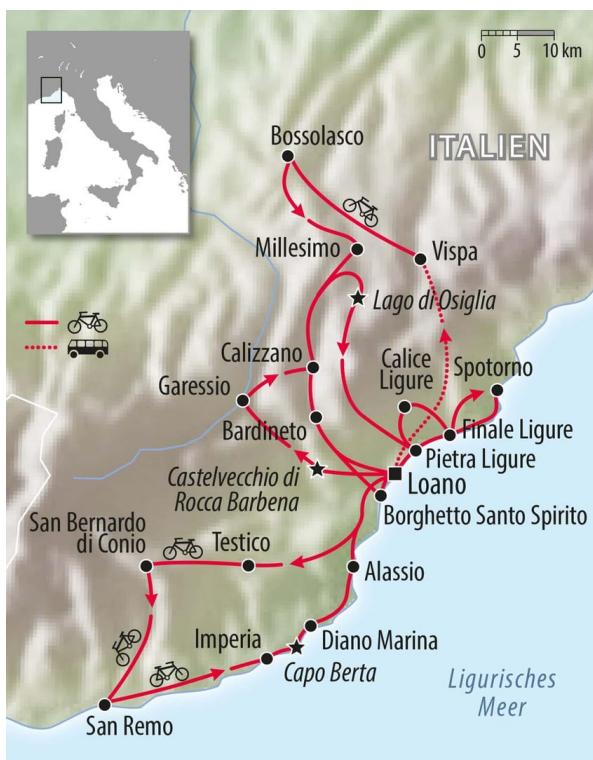 0 5 10 km
Bossolasco
ITALIEN
Millesimo
Vispa
Lago di Osiglia
Calizzano
Calice
Ligure
Spotorno
Garessio
Bardineto
Finale Ligure
Pietra Ligure
Castelvecchio di
Rocca Barbena
Loano
Borghetto Santo Spirito
San Bernardo
di Conio
Testico
Alassio
Imperia
Diano Marina
Capo Berta
Ligurisches
Meer
San Remo